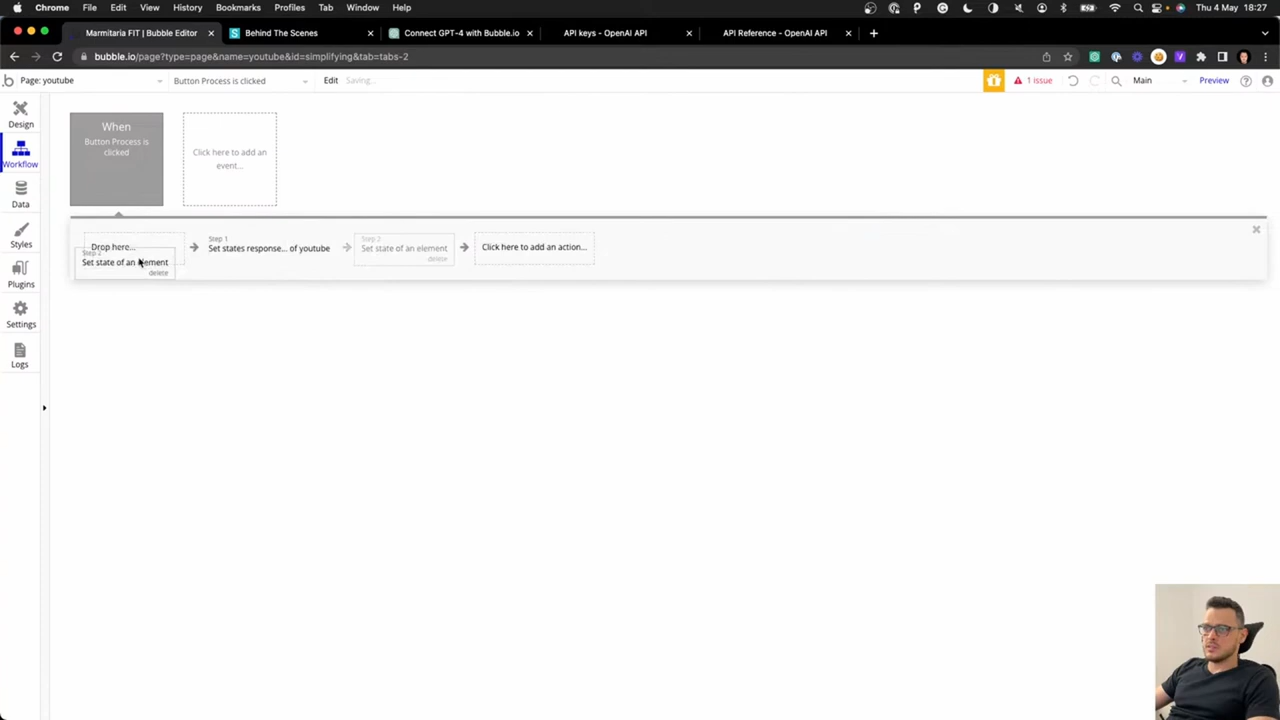 Chrome File Edit View History Bookmarks Profiles Tab Window Help Thu 4 May 18:27
Marmitaria FIT | Bubble Editor Behind The Scenes Connect GPT-4 with Bubble.io API keys - OpenAI API API Reference - OpenAI API
bubble.io/page?type=page&name=youtube&id=simplifying&tab=tabs-2
Page: youtube Button Process is clicked Edit Saving... 1 issue Main Preview
Design
Workflow
Data
Styles
Plugins
Settings
Logs
When
Button Process is
clicked
Click here to add an
event...
Drop here...
Step 2
Set state of an element
delete
Step 1
Set states response... of youtube
Step 2
Set state of an element
delete
Click here to add an action...